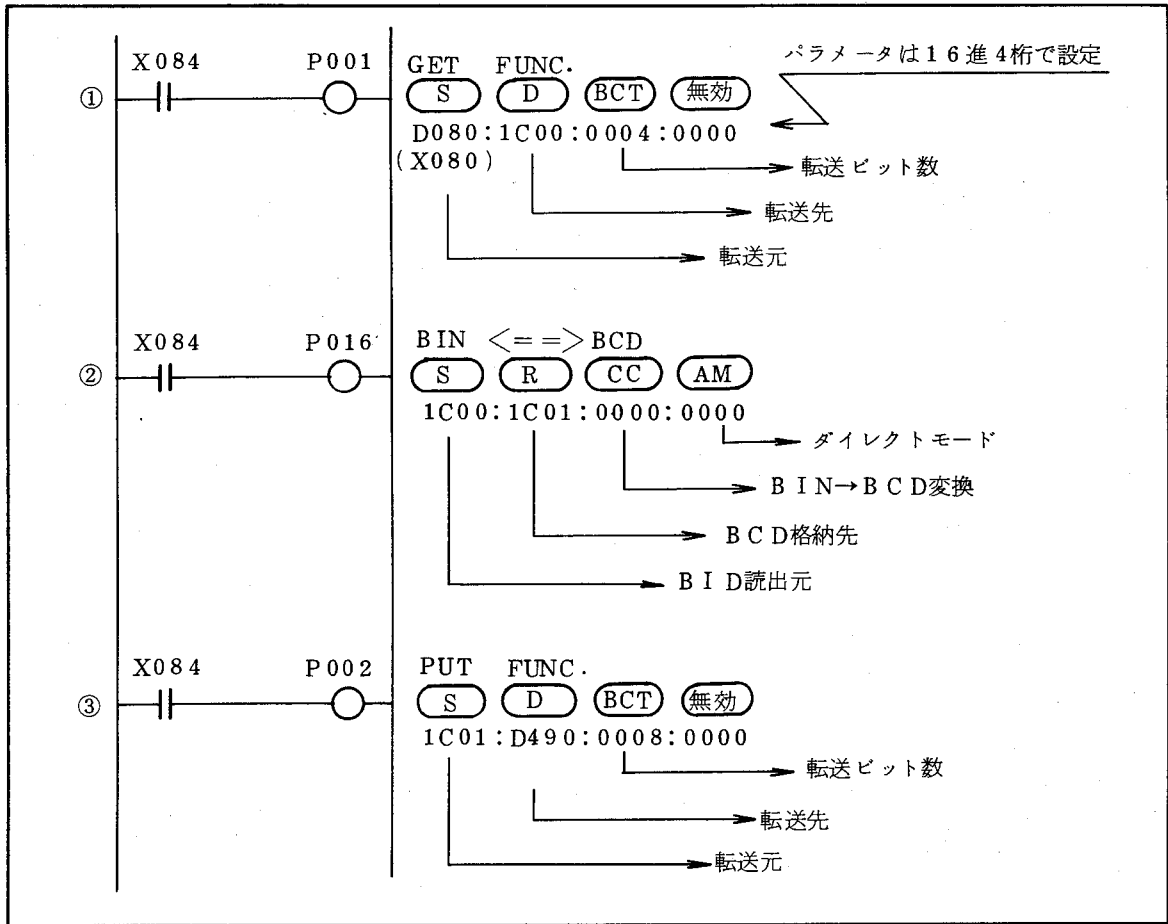 X084 P001 GET FUNC. パラメータは16進4桁で設定
① S D BCT 無効
D080:1C00:0004:0000
(X080)
転送ビット数
転送先
転送元
X084 P016 BIN <==> BCD
② S R CC AM
1C00:1C01:0000:0000
ダイレクトモード
BIN→BCD変換
BCD格納先
BID読出元
X084 P002 PUT FUNC.
③ S D BCT 無効
1C01:D490:0008:0000
転送ビット数
転送先
転送元